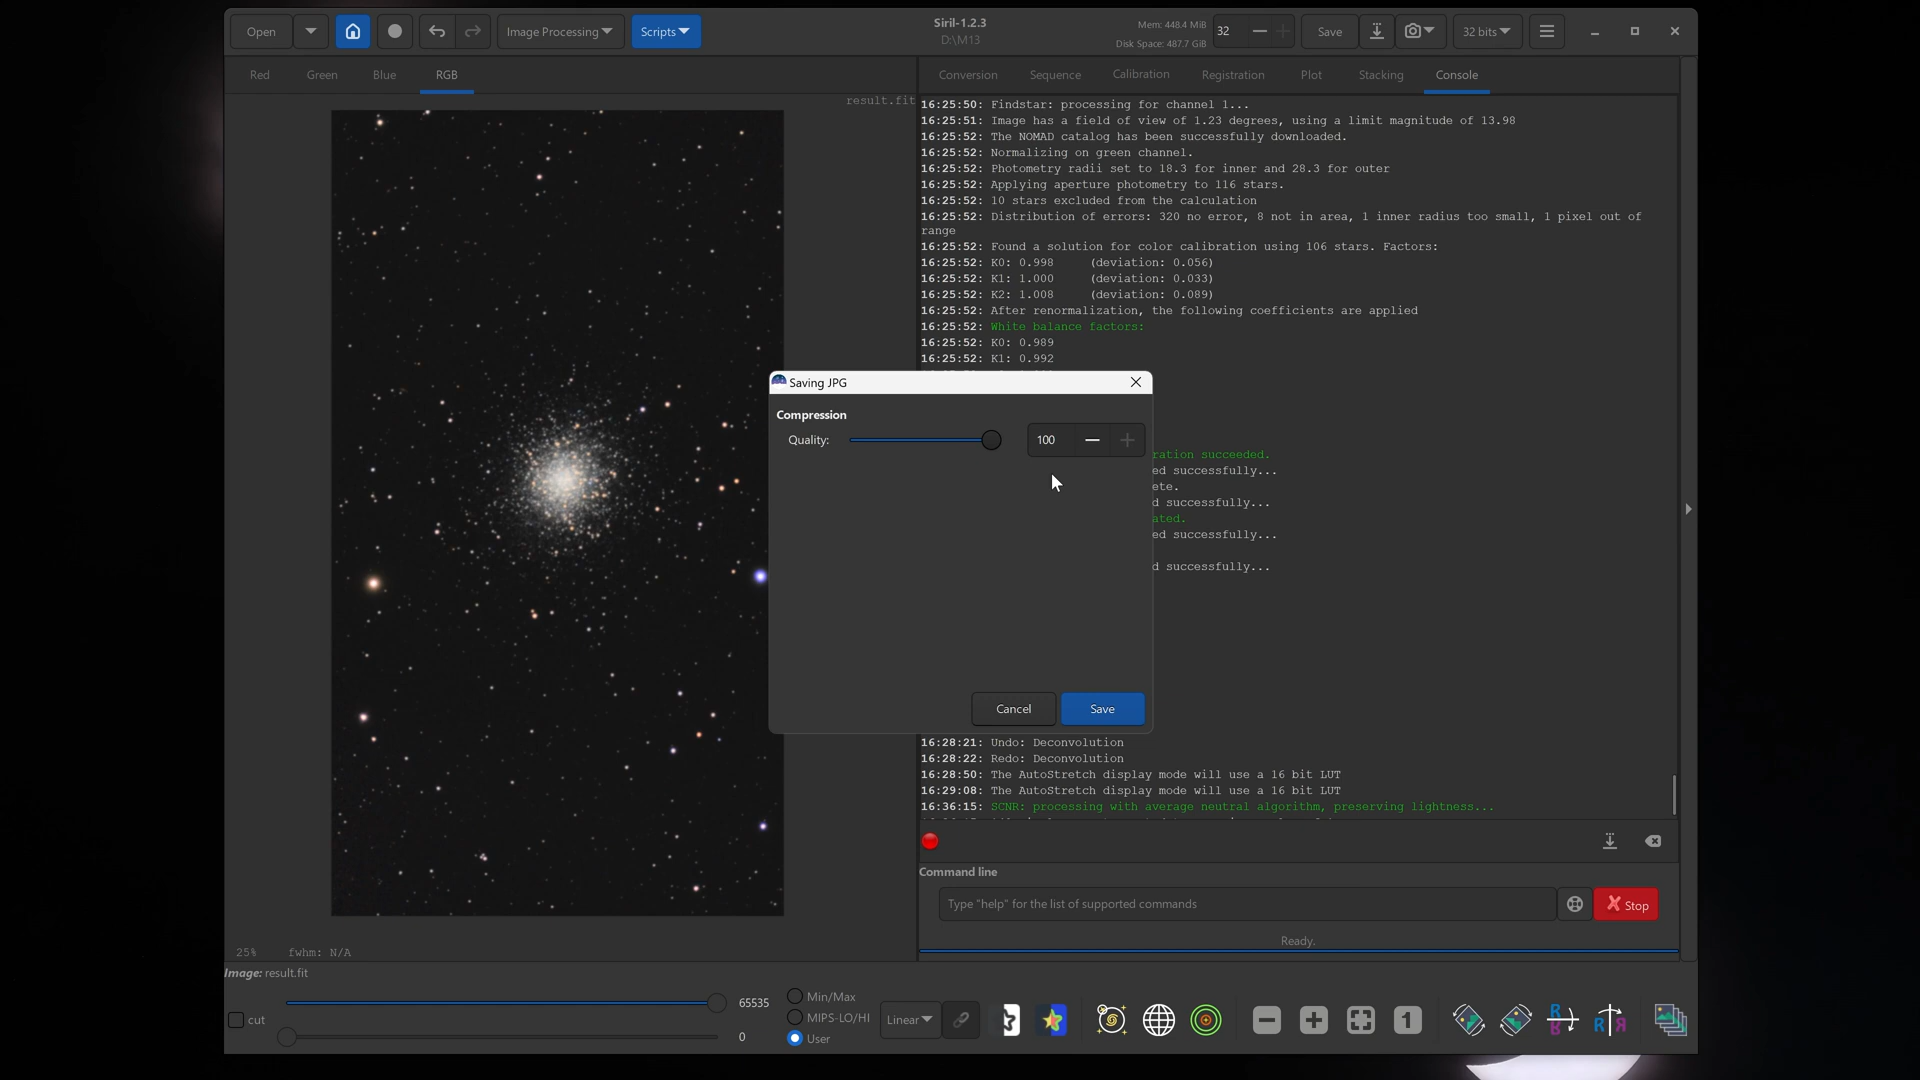 Open
Image Processing
Scripts
Siril-1.2.3
D:\M13
Mem: 448.4 MiB
Disk Space: 487.7 GiB
32
Save
32 bits
Red
Green
Blue
RGB
Conversion
Sequence
Calibration
Registration
Plot
Stacking
Console
result.fit
16:25:50: Findstar: processing for channel 1...
16:25:51: Image has a field of view of 1.23 degrees, using a limit magnitude of 13.98
16:25:52: The NOMAD catalog has been successfully downloaded.
16:25:52: Normalizing on green channel.
16:25:52: Photometry radii set to 18.3 for inner and 28.3 for outer
16:25:52: Applying aperture photometry to 116 stars.
16:25:52: 10 stars excluded from the calculation
16:25:52: Distribution of errors: 320 no error, 8 not in area, 1 inner radius too small, 1 pixel out of
range
16:25:52: Found a solution for color calibration using 106 stars. Factors:
16:25:52: K0: 0.998 (deviation: 0.056)
16:25:52: K1: 1.000 (deviation: 0.033)
16:25:52: K2: 1.008 (deviation: 0.089)
16:25:52: After renormalization, the following coefficients are applied
16:25:52: White balance factors:
16:25:52: K0: 0.989
16:25:52: K1: 0.992
Saving JPG
Compression
Quality:
100
ration succeeded.
ed successfully...
ete.
d successfully...
ated.
ed successfully...
d successfully...
Cancel
Save
16:28:21: Undo: Deconvolution
16:28:22: Redo: Deconvolution
16:28:50: The AutoStretch display mode will use a 16 bit LUT
16:29:08: The AutoStretch display mode will use a 16 bit LUT
16:36:15: SCNR: processing with average neutral algorithm, preserving lightness...
Command line
Type "help" for the list of supported commands
Stop
Ready.
25%
fwhm: N/A
Image: result.fit
cut
65535
0
Min/Max
MIPS-LO/HI
User
Linear
1
R
R
R
R